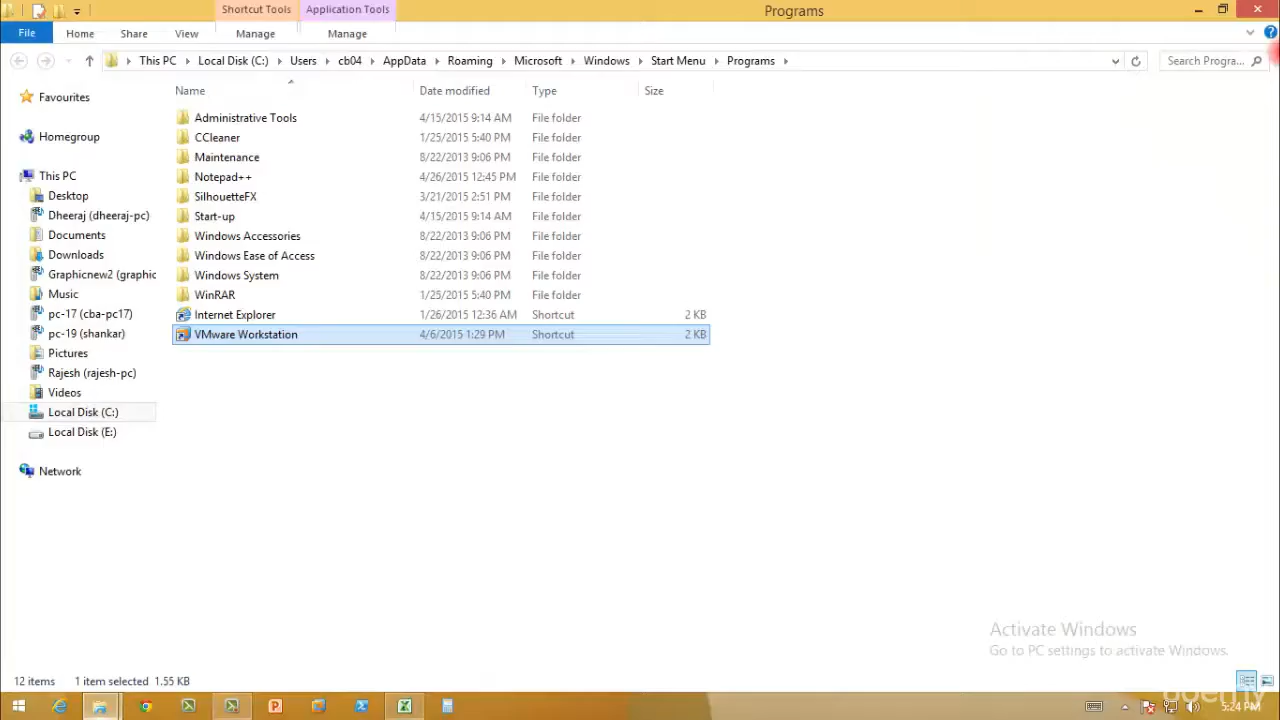 Shortcut Tools Application Tools Programs
File Home Share View Manage Manage
This PC Local Disk (C:) Users cb04 AppData Roaming Microsoft Windows Start Menu Programs Search Progra...
Name Date modified Type Size
Favourites
Homegroup
This PC
Desktop
Dheeraj (dheeraj-pc)
Documents
Downloads
Graphicnew2 (graphic
Music
pc-17 (cba-pc17)
pc-19 (shankar)
Pictures
Rajesh (rajesh-pc)
Videos
Local Disk (C:)
Local Disk (E:)
Network
Administrative Tools 4/15/2015 9:14 AM File folder
CCleaner 1/25/2015 5:40 PM File folder
Maintenance 8/22/2013 9:06 PM File folder
Notepad++ 4/26/2015 12:45 PM File folder
SilhouetteFX 3/21/2015 2:51 PM File folder
Start-up 4/15/2015 9:14 AM File folder
Windows Accessories 8/22/2013 9:06 PM File folder
Windows Ease of Access 8/22/2013 9:06 PM File folder
Windows System 8/22/2013 9:06 PM File folder
WinRAR 1/25/2015 5:40 PM File folder
Internet Explorer 1/26/2015 12:36 AM Shortcut 2 KB
VMware Workstation 4/6/2015 1:29 PM Shortcut 2 KB
Activate Windows
Go to PC settings to activate Windows.
12 items 1 item selected 1.55 KB
udemy
5:24 PM